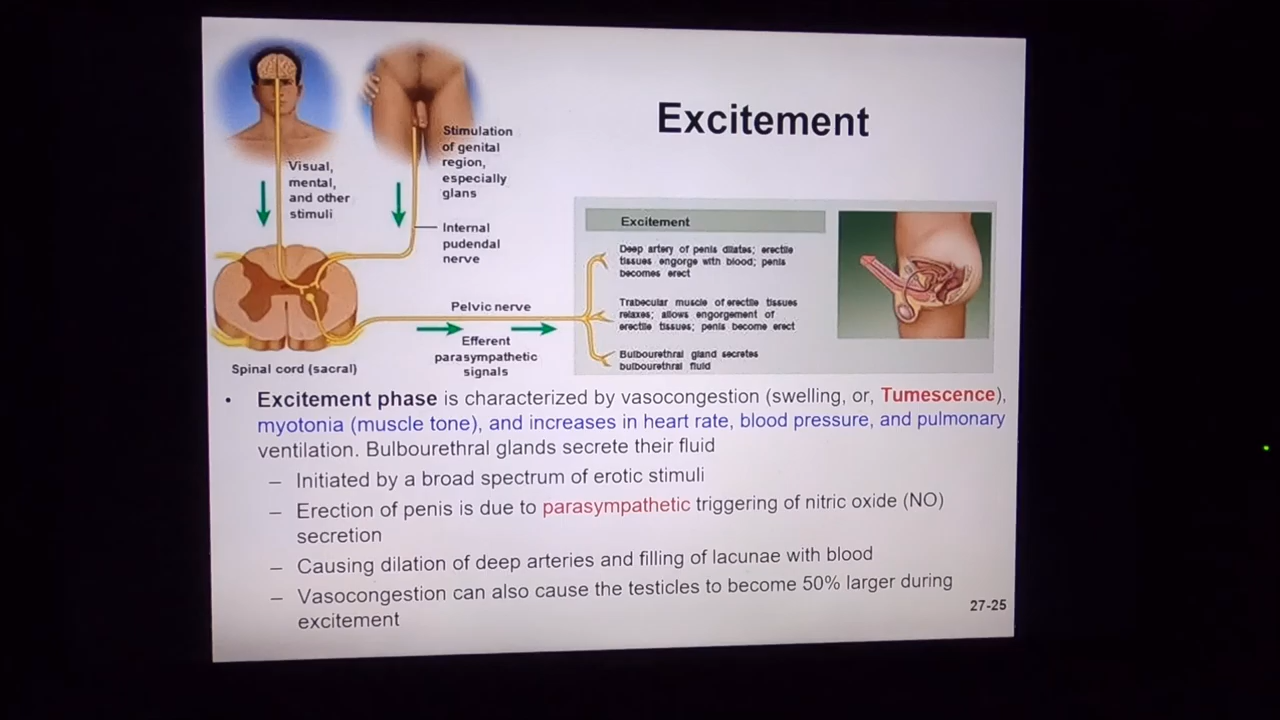 Excitement
Visual,
mental,
and other
stimuli
Stimulation
of genital
region,
especially
glans
Internal
pudendal
nerve
Spinal cord (sacral)
Pelvic nerve
Efferent
parasympathetic
signals
Excitement
Deep artery of penis dilates; erectile
tissues engorge with blood; penis
becomes erect
Trabecular muscle of erectile tissues
relaxes; allows engorgement of
erectile tissues; penis become erect
Bulbourethral gland secretes
bulbourethral fluid
• Excitement phase is characterized by vasocongestion (swelling, or, Tumescence),
myotonia (muscle tone), and increases in heart rate, blood pressure, and pulmonary
ventilation. Bulbourethral glands secrete their fluid
– Initiated by a broad spectrum of erotic stimuli
– Erection of penis is due to parasympathetic triggering of nitric oxide (NO)
secretion
– Causing dilation of deep arteries and filling of lacunae with blood
– Vasocongestion can also cause the testicles to become 50% larger during
excitement
27-25